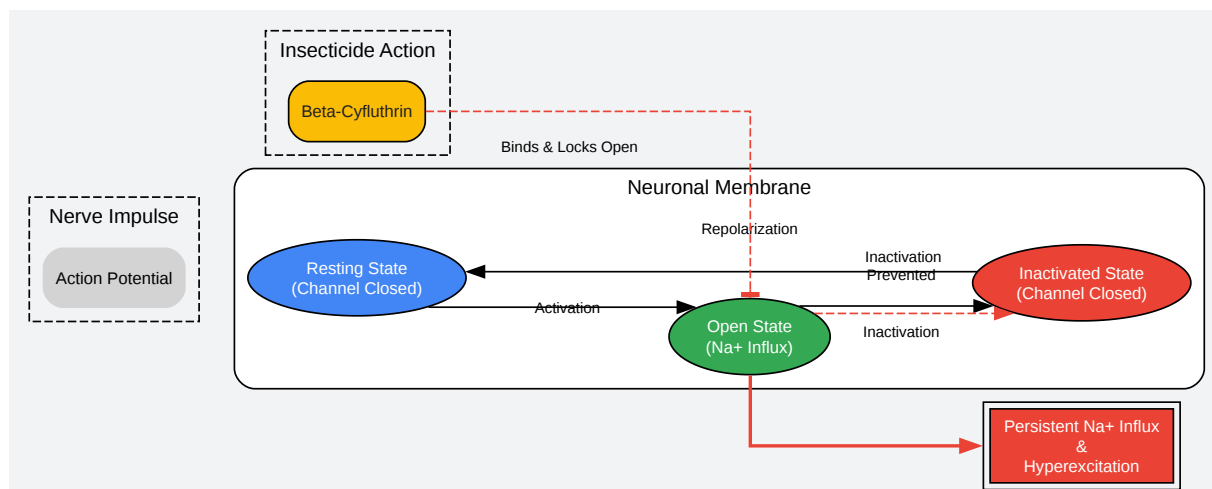 Insecticide Action
Beta-Cyfluthrin
Binds & Locks Open
Neuronal Membrane
Nerve Impulse
Action Potential
Repolarization
Resting State
(Channel Closed)
Inactivation
Prevented
Inactivated State
(Channel Closed)
Activation
Open State
(Na+ Influx)
Inactivation
Persistent Na+ Influx
&
Hyperexcitation